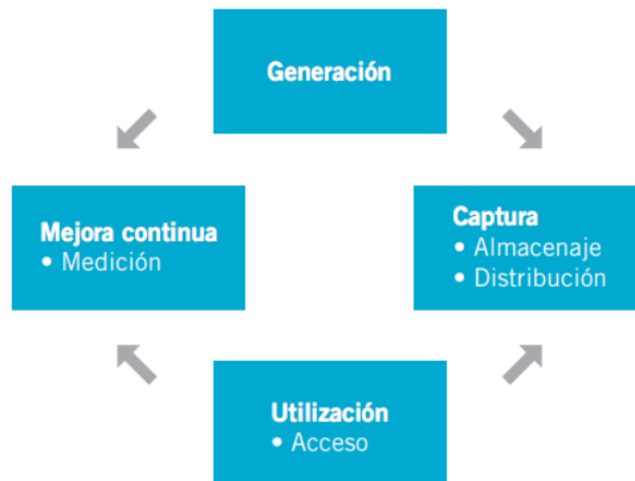 Generación
Mejora continua
• Medición
Captura
• Almacenaje
• Distribución
Utilización
• Acceso